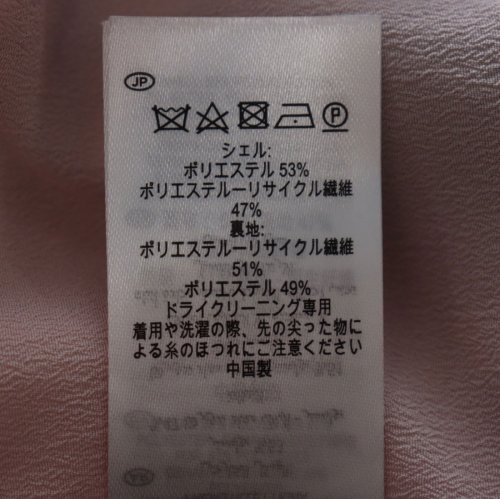 JP
P
シェル:
ポリエステル 53%
ポリエステルーリサイクル繊維
47%
裏地:
ポリエステルーリサイクル繊維
51%
ポリエステル 49%
ドライクリーニング専用
着用や洗濯の際、先の尖った物に
よる糸のほつれにご注意ください
中国製